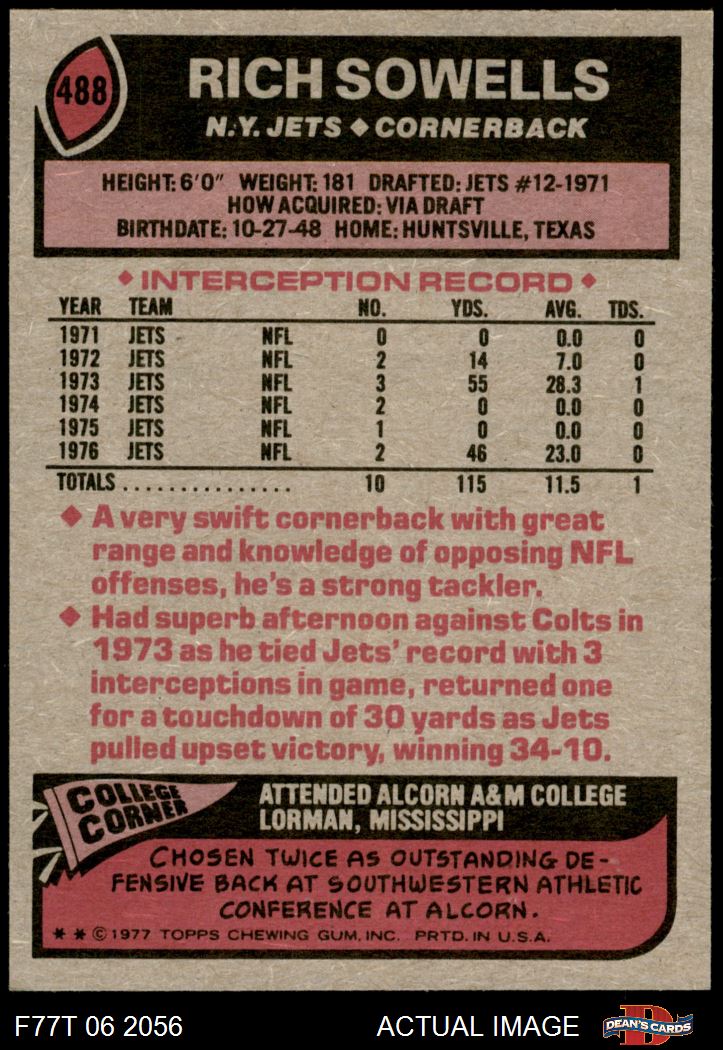 488
RICH SOWELLS
N.Y. JETS ◆ CORNERBACK
HEIGHT: 6'0" WEIGHT: 181 DRAFTED: JETS #12-1971
HOW ACQUIRED: VIA DRAFT
BIRTHDATE: 10-27-48 HOME: HUNTSVILLE, TEXAS
◆ INTERCEPTION RECORD ◆
YEAR TEAM NO. YDS. AVG. TDS.
1971 JETS NFL 0 0 0.0 0
1972 JETS NFL 2 14 7.0 0
1973 JETS NFL 3 55 28.3 1
1974 JETS NFL 2 0 0.0 0
1975 JETS NFL 1 0 0.0 0
1976 JETS NFL 2 46 23.0 0
TOTALS ............... 10 115 11.5 1
◆ A very swift cornerback with great
range and knowledge of opposing NFL
offenses, he's a strong tackler.
◆ Had superb afternoon against Colts in
1973 as he tied Jets' record with 3
interceptions in game, returned one
for a touchdown of 30 yards as Jets
pulled upset victory, winning 34-10.
COLLEGE
CORNER
ATTENDED ALCORN A&M COLLEGE
LORMAN, MISSISSIPPI
CHOSEN TWICE AS OUTSTANDING DE-
FENSIVE BACK AT SOUTHWESTERN ATHLETIC
CONFERENCE AT ALCORN.
** © 1977 TOPPS CHEWING GUM, INC. PRTD. IN U.S.A.
F77T 06 2056 ACTUAL IMAGE
D
DEAN'S CARDS